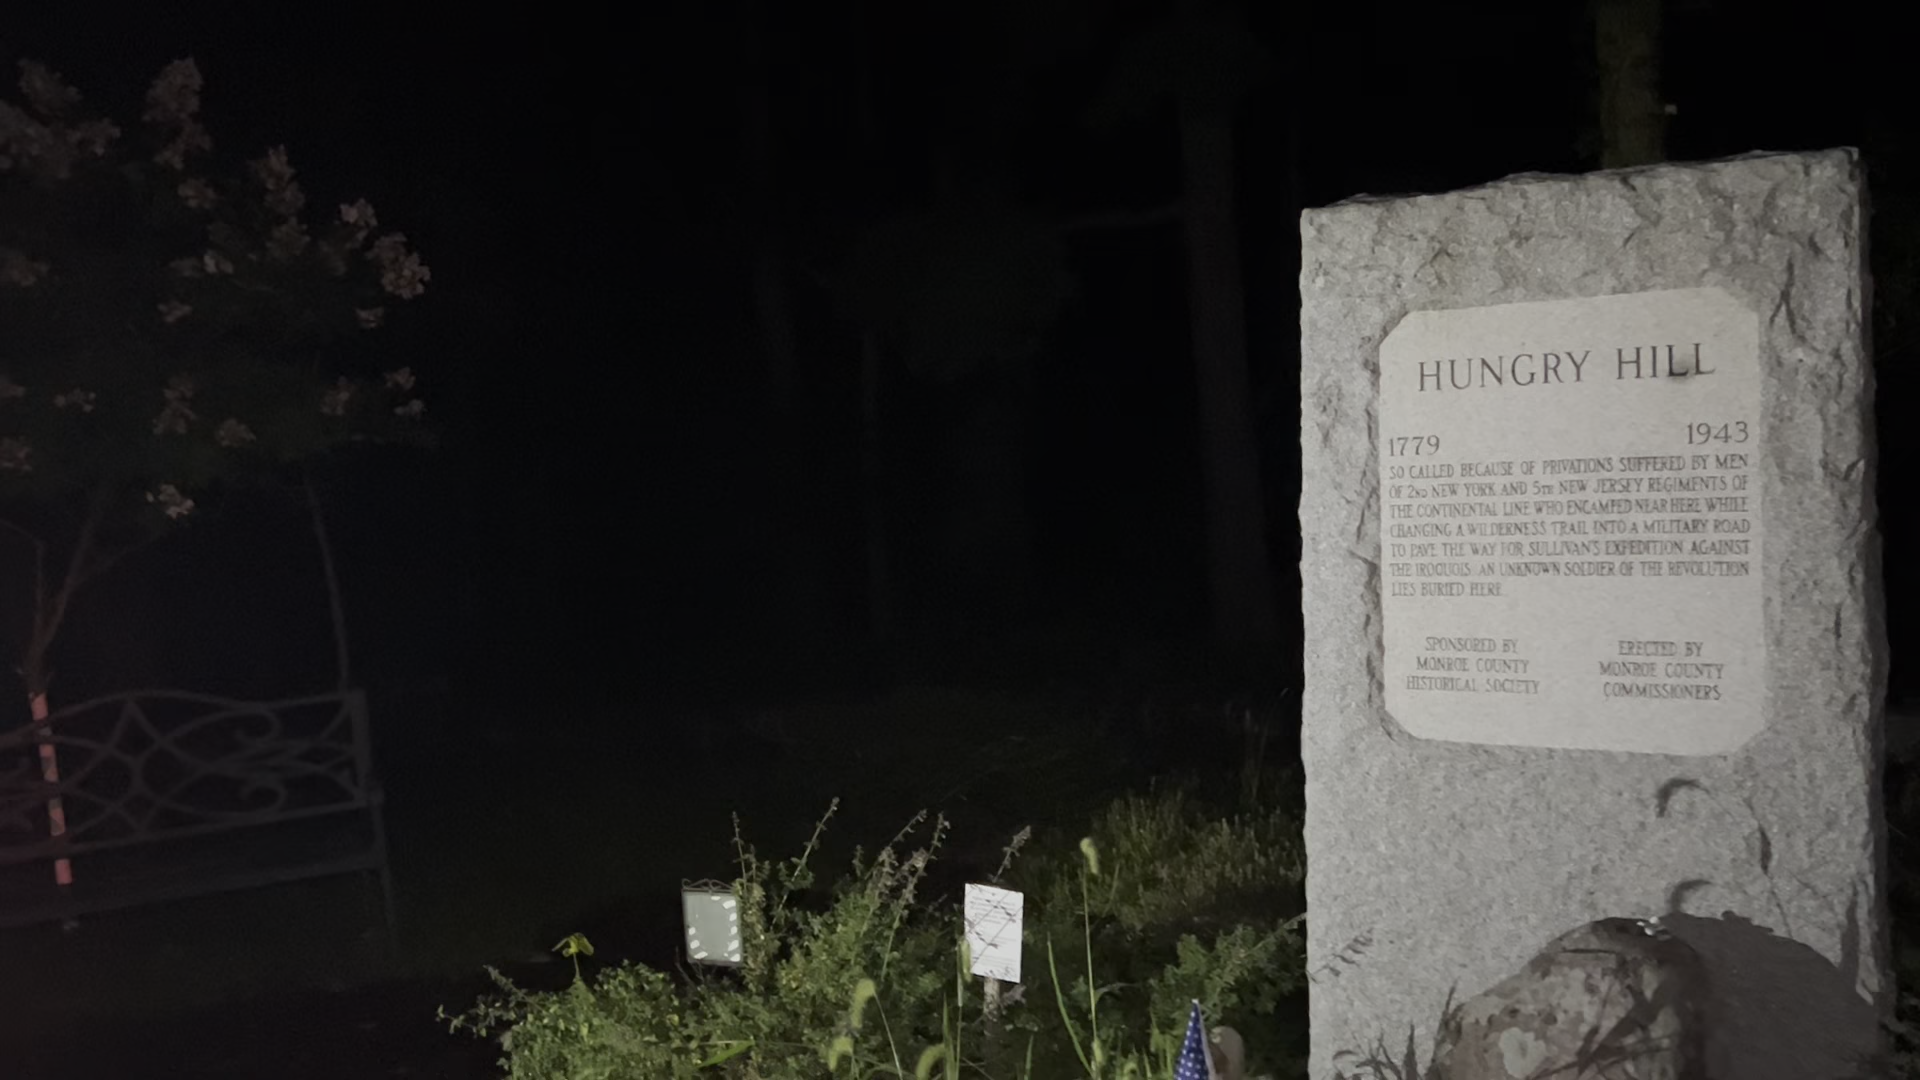 HUNGRY HILL
1779 1943
SO CALLED BECAUSE OF PRIVATIONS SUFFERED BY MEN
OF 2ND NEW YORK AND 5TH NEW JERSEY REGIMENTS OF
THE CONTINENTAL LINE WHO ENCAMPED NEAR HERE WHILE
CHANGING A WILDERNESS TRAIL INTO A MILITARY ROAD
TO PAVE THE WAY FOR SULLIVAN'S EXPEDITION AGAINST
THE IROQUOIS. AN UNKNOWN SOLDIER OF THE REVOLUTION
LIES BURIED HERE.
SPONSORED BY
MONROE COUNTY
HISTORICAL SOCIETY
ERECTED BY
MONROE COUNTY
COMMISSIONERS